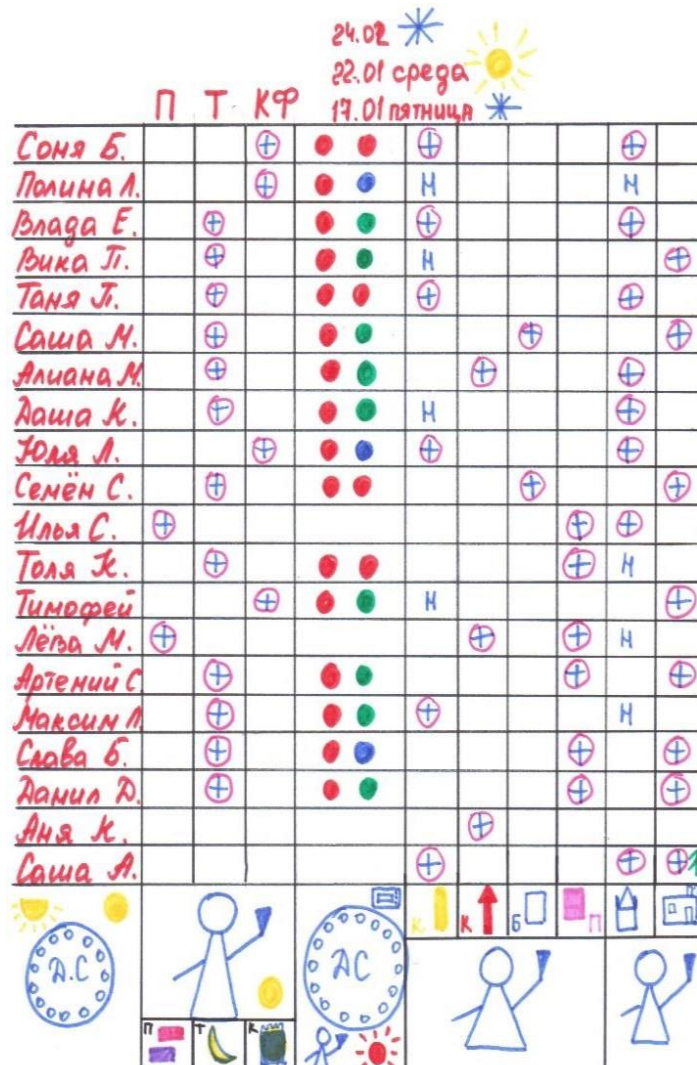 24.02
22.01 среда
17.01 пятница
П Т КФ
Соня Б.
Полина Л. Н Н
Влада Е.
Вика П. Н
Таня П.
Саша М.
Алиана М.
Даша К. Н
Юля Л.
Семён С.
Илья С.
Толя К. Н
Тимофей Н
Лёва М. Н
Артемий С
Максим Л Н
Слава Б.
Данил Д.
Аня К.
Саша А.
К К Б П
Д.С ДС
П Т К